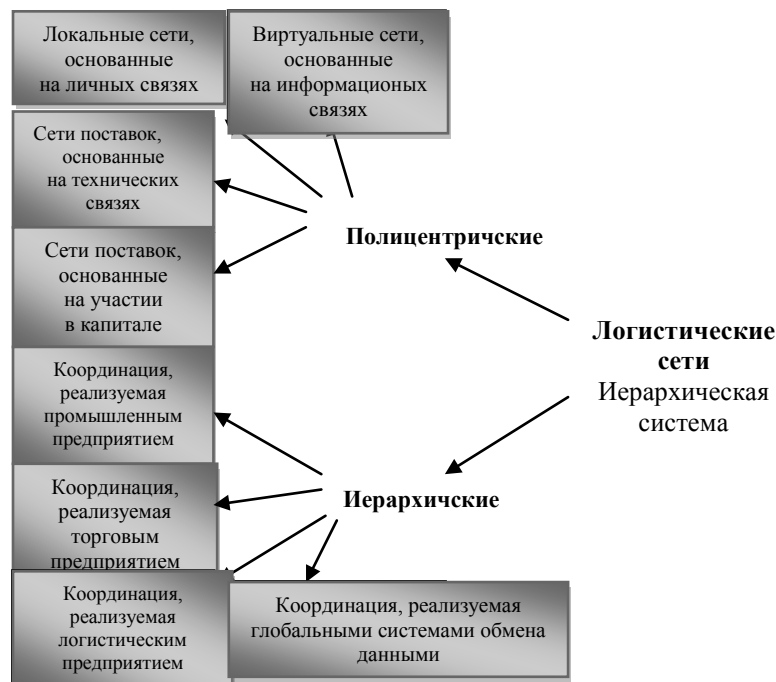 Локальные сети,
основанные
на личных связях
Виртуальные сети,
основанные
на информационых
связях
Сети поставок,
основанные
на технических
связях
Полицентричские
Сети поставок,
основанные
на участии
в капитале
Логистические
сети
Иерархическая
система
Координация,
реализуемая
промышленным
предприятием
Иерархичские
Координация,
реализуемая
торговым
предприятием
Координация,
реализуемая
логистическим
предприятием
Координация, реализуемая
глобальными системами обмена
данными